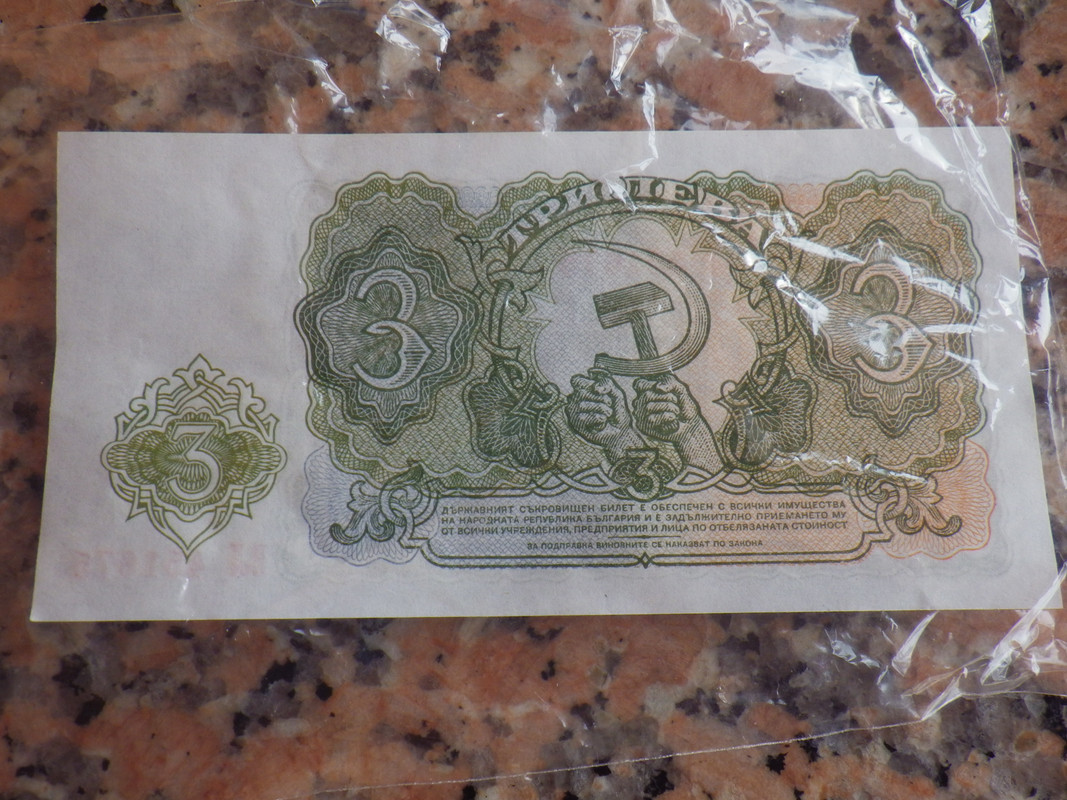 ТРИ ЛЕВА
3
3
3
3
ДЪРЖАВНИЯТ СЪКРОВИЩЕН БИЛЕТ Е ОБЕСПЕЧЕН С ВСИЧКИ ИМУЩЕСТВА
НА НАРОДНАТА РЕПУБЛИКА БЪЛГАРИЯ И Е ЗАДЪЛЖИТЕЛНО ПРИЕМАНЕТО МУ
ОТ ВСИЧКИ УЧРЕЖДЕНИЯ, ПРЕДПРИЯТИЯ И ЛИЦА ПО ОТБЕЛЯЗАНАТА СТОЙНОСТ
ЗА ПОДПРАВКА ВИНОВНИТЕ СЕ НАКАЗВАТ ПО ЗАКОНА